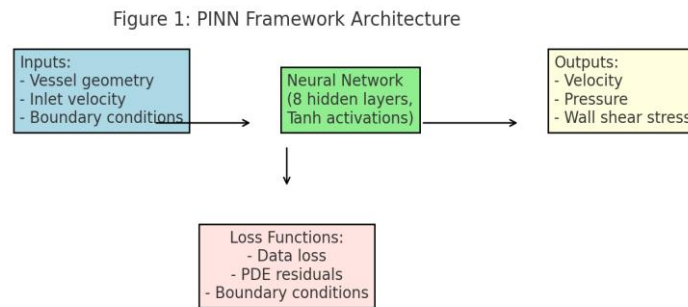 Figure 1: PINN Framework Architecture
Inputs:
- Vessel geometry
- Inlet velocity
- Boundary conditions
Neural Network
(8 hidden layers,
Tanh activations)
Outputs:
- Velocity
- Pressure
- Wall shear stress
Loss Functions:
- Data loss
- PDE residuals
- Boundary conditions